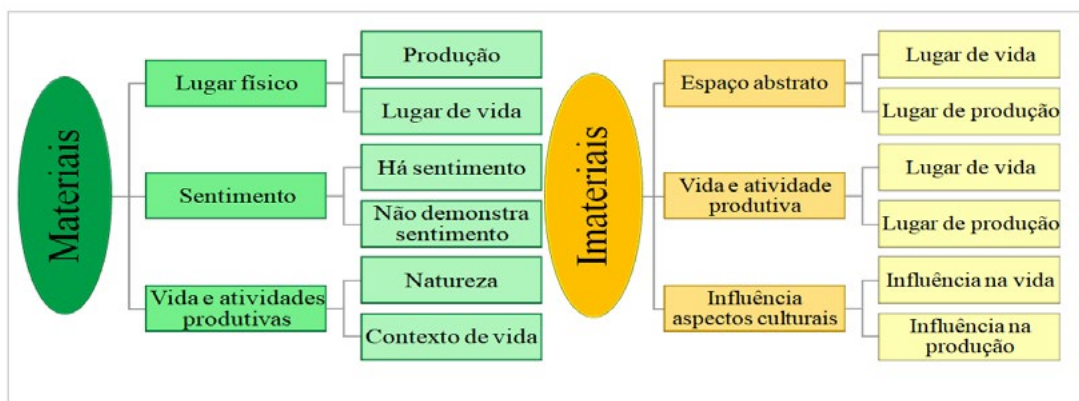 Materiais
Lugar físico
Produção
Lugar de vida
Sentimento
Há sentimento
Não demonstra
sentimento
Vida e atividades
produtivas
Natureza
Contexto de vida
Imateriais
Espaço abstrato
Lugar de vida
Lugar de produção
Vida e atividade
produtiva
Lugar de vida
Lugar de produção
Influência
aspectos culturais
Influência na vida
Influência na
produção